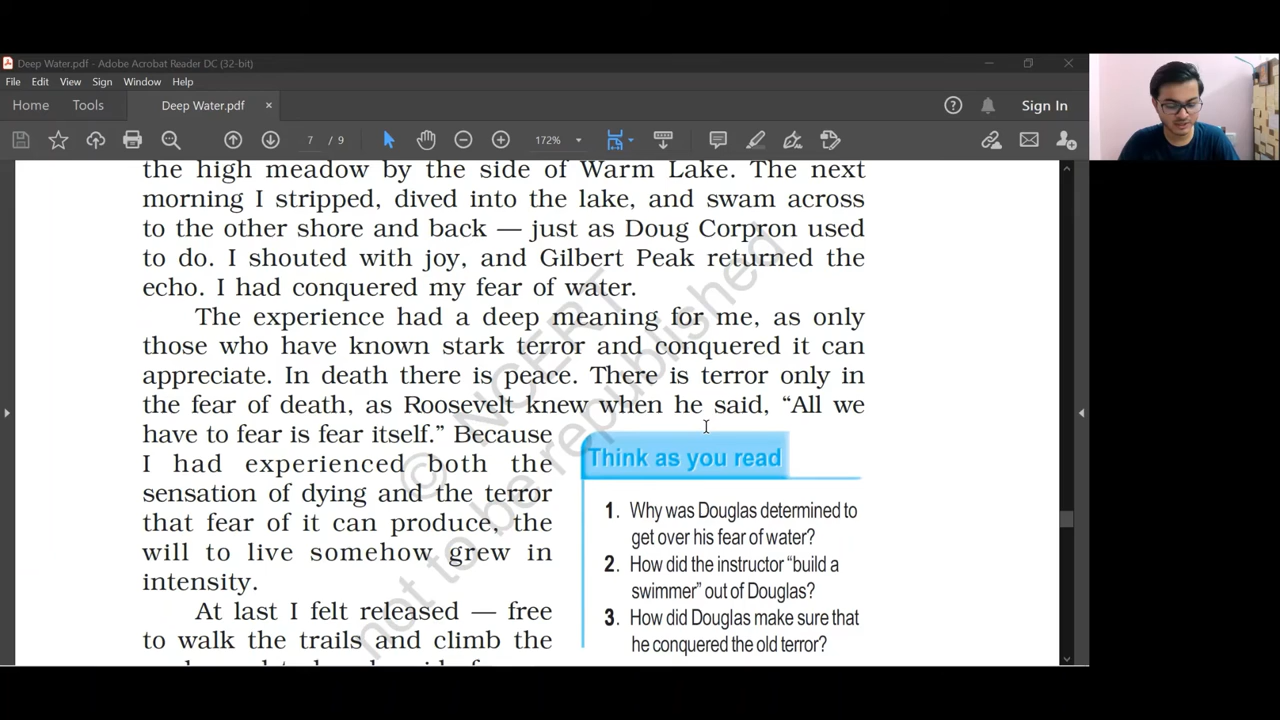 Deep Water.pdf - Adobe Acrobat Reader DC (32-bit)
File Edit View Sign Window Help
Home Tools Deep Water.pdf × Sign In
7 / 9 172%
the high meadow by the side of Warm Lake. The next
morning I stripped, dived into the lake, and swam across
to the other shore and back — just as Doug Corpron used
to do. I shouted with joy, and Gilbert Peak returned the
echo. I had conquered my fear of water.
The experience had a deep meaning for me, as only
those who have known stark terror and conquered it can
appreciate. In death there is peace. There is terror only in
the fear of death, as Roosevelt knew when he said, “All we
have to fear is fear itself.” Because
I had experienced both the
sensation of dying and the terror
that fear of it can produce, the
will to live somehow grew in
intensity.
At last I felt released — free
to walk the trails and climb the
Think as you read
1. Why was Douglas determined to
get over his fear of water?
2. How did the instructor “build a
swimmer” out of Douglas?
3. How did Douglas make sure that
he conquered the old terror?
© NCERT
not to be republished